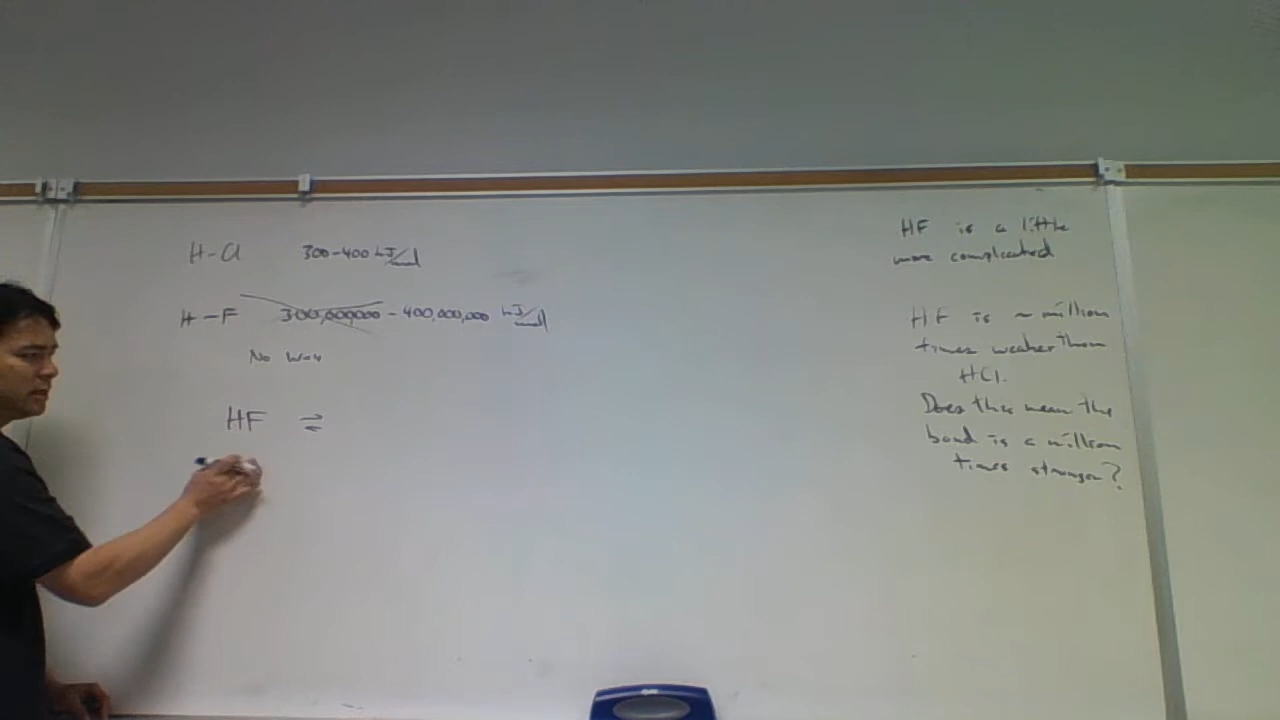 H-Cl 300-400 kJ/mol
H-F 300,000,000 - 400,000,000 kJ/mol
No Way
HF ⇌
HF is a little
more complicated
HF is ~ million
times weaker than
HCl.
Does this mean the
bond is a million
times stronger?